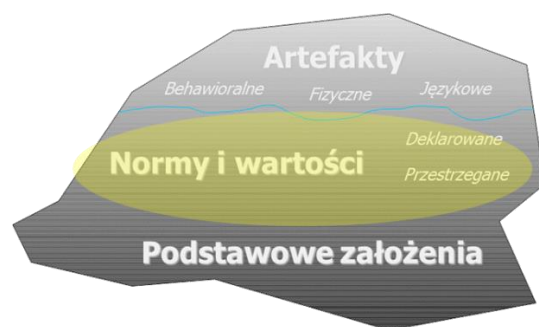 Artefakty
Behawioralne Fizyczne Językowe
Deklarowane
Normy i wartości
Przestrzegane
Podstawowe założenia